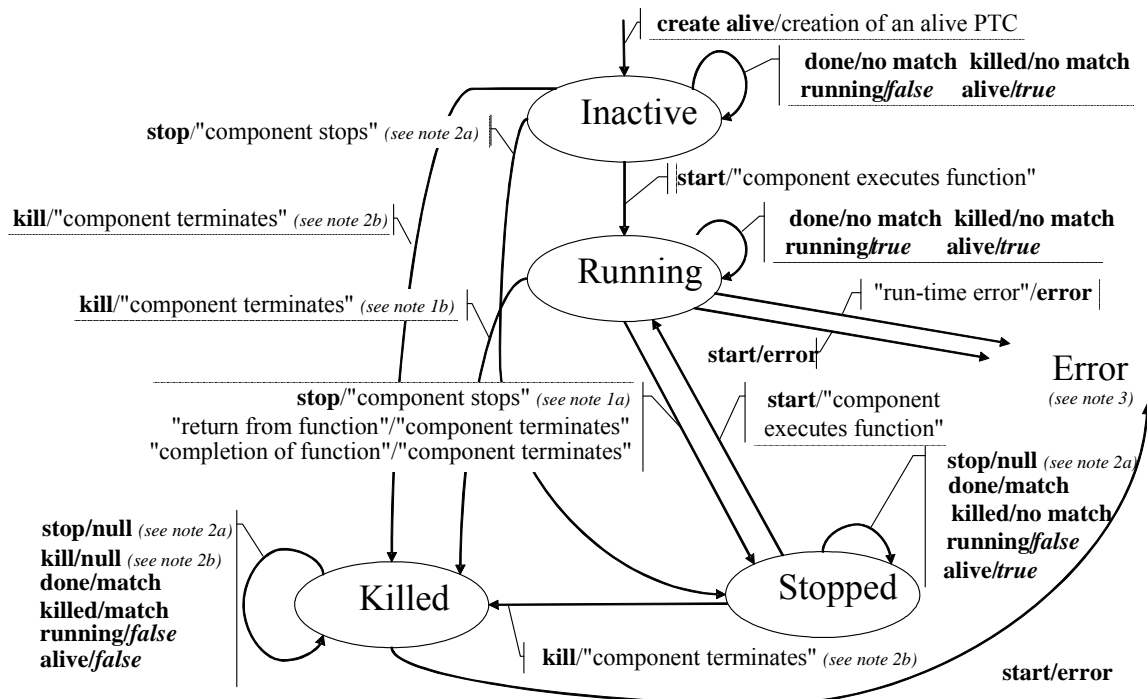 create alive/creation of an alive PTC
done/no match killed/no match
running/false alive/true
Inactive
stop/"component stops" (see note 2a)
start/"component executes function"
kill/"component terminates" (see note 2b)
done/no match killed/no match
running/true alive/true
Running
kill/"component terminates" (see note 1b)
"run-time error"/error
start/error
Error
(see note 3)
stop/"component stops" (see note 1a)
"return from function"/"component terminates"
"completion of function"/"component terminates"
start/"component
executes function"
stop/null (see note 2a)
done/match
killed/no match
running/false
alive/true
stop/null (see note 2a)
kill/null (see note 2b)
done/match
killed/match
running/false
alive/false
Killed
Stopped
kill/"component terminates" (see note 2b)
start/error